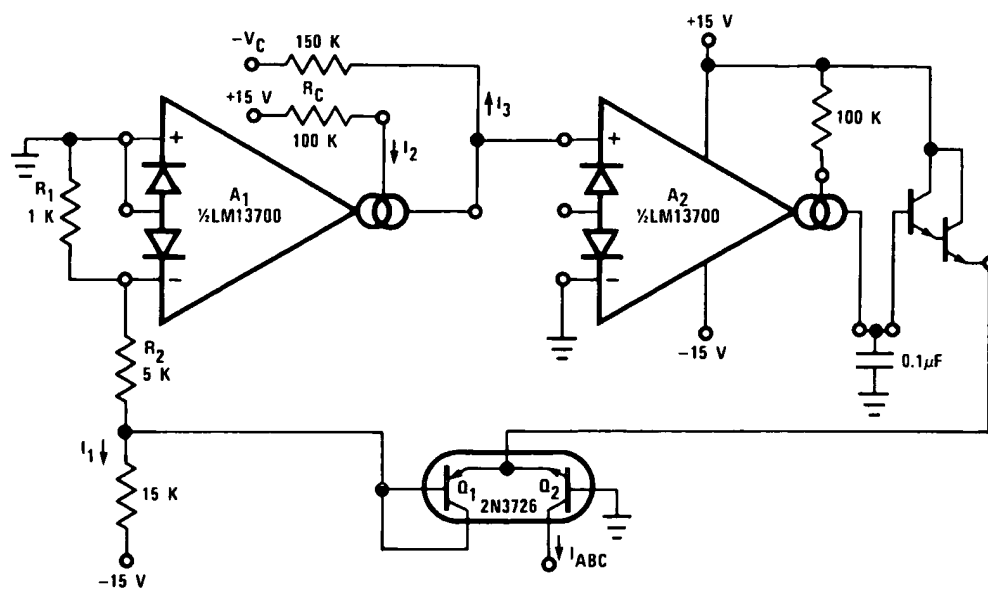 −VC
150 K
+15 V
RC
100 K
I3
I2
+
A1
½LM13700
−
R1
1 K
R2
5 K
I1
15 K
−15 V
+15 V
100 K
+
A2
½LM13700
−
−15 V
0.1μF
Q1
Q2
2N3726
IABC